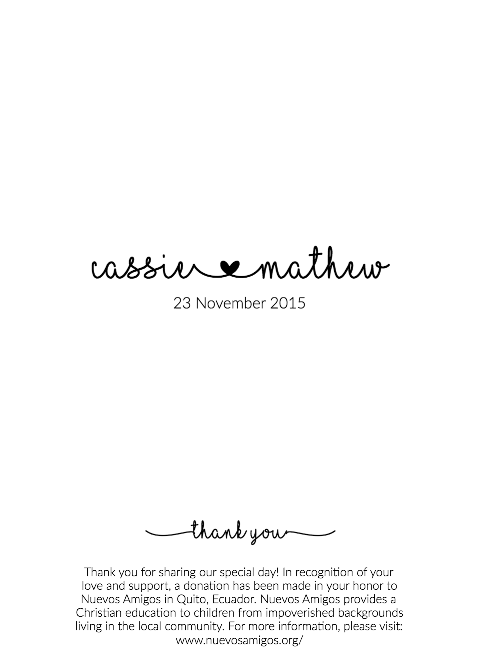 cassie ♥ mathew
23 November 2015
thank you
Thank you for sharing our special day! In recognition of your
love and support, a donation has been made in your honor to
Nuevos Amigos in Quito, Ecuador. Nuevos Amigos provides a
Christian education to children from impoverished backgrounds
living in the local community. For more information, please visit:
www.nuevosamigos.org/